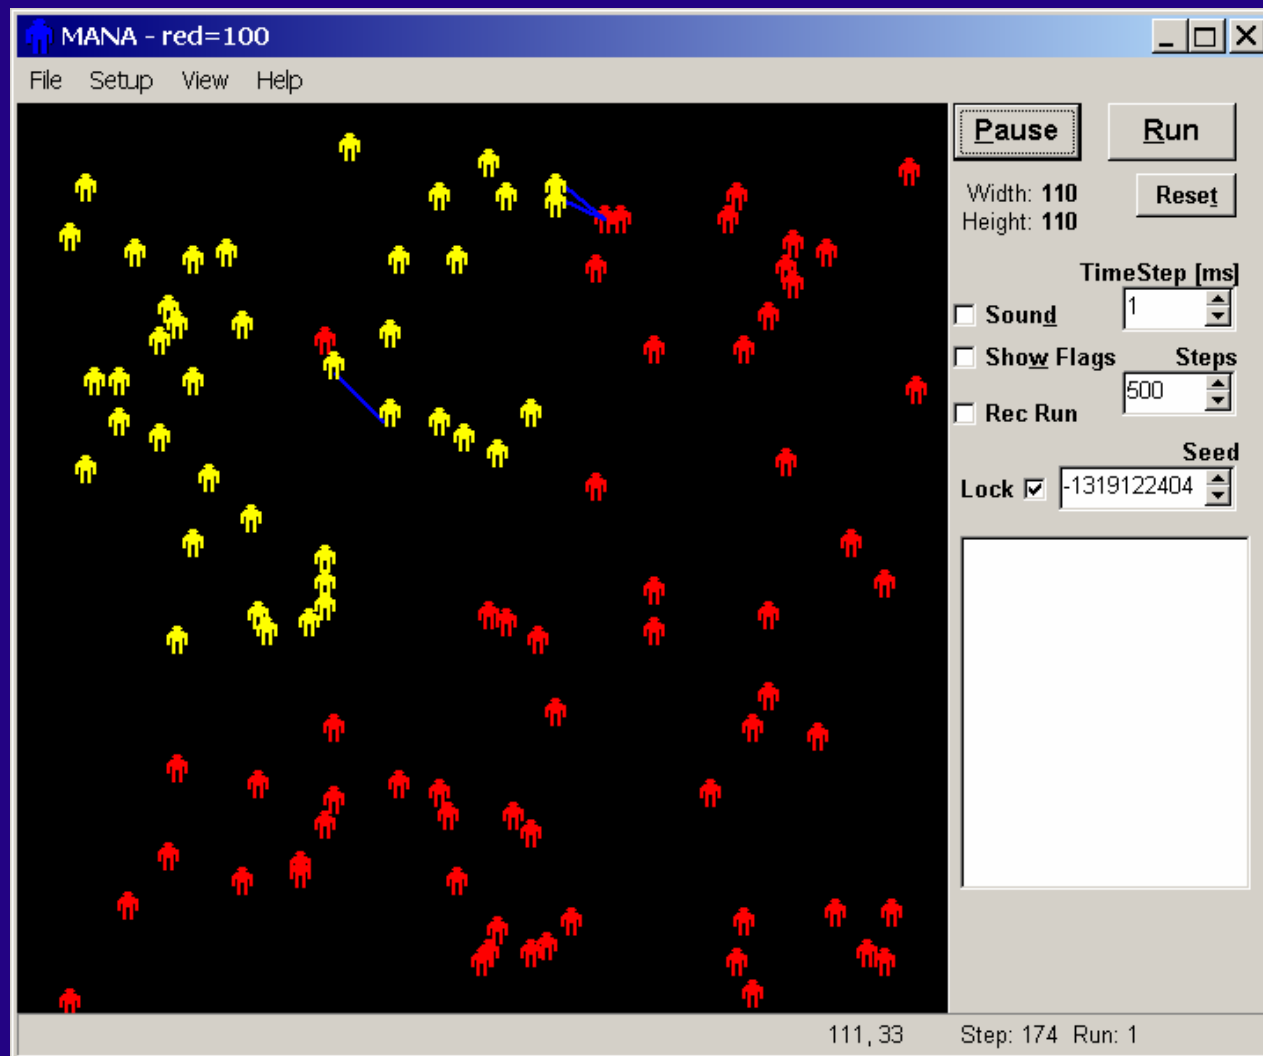 MANA - red=100
File Setup View Help
Pause Run
Width: 110
Height: 110
Reset
TimeStep [ms]
Sound 1
Show Flags Steps
500
Rec Run
Seed
Lock -1319122404
111, 33 Step: 174 Run: 1